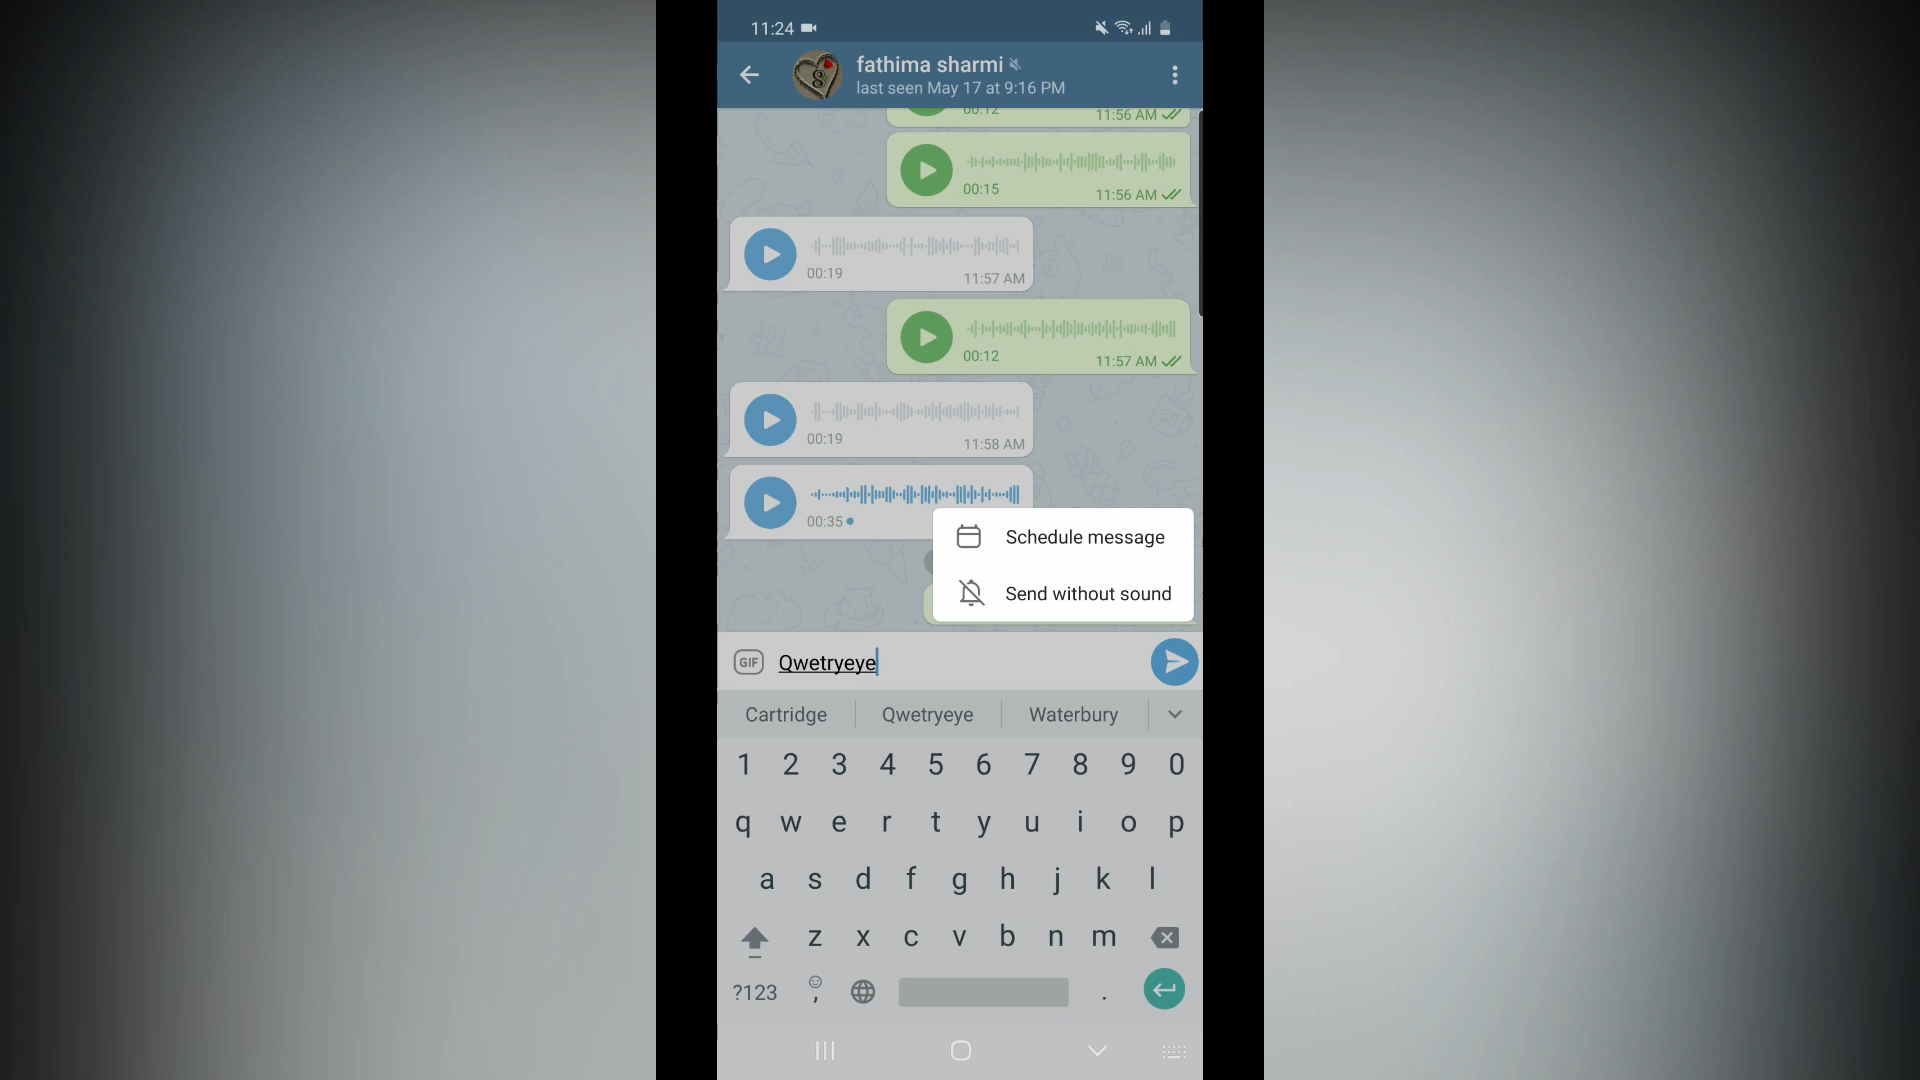 11:24
fathima sharmi
last seen May 17 at 9:16 PM
00:12 11:56 AM
00:15 11:56 AM
00:19 11:57 AM
00:12 11:57 AM
00:19 11:58 AM
00:35
Schedule message
Send without sound
GIF Qwetryeye
Cartridge Qwetryeye Waterbury
1 2 3 4 5 6 7 8 9 0
q w e r t y u i o p
a s d f g h j k l
z x c v b n m
?123 , .